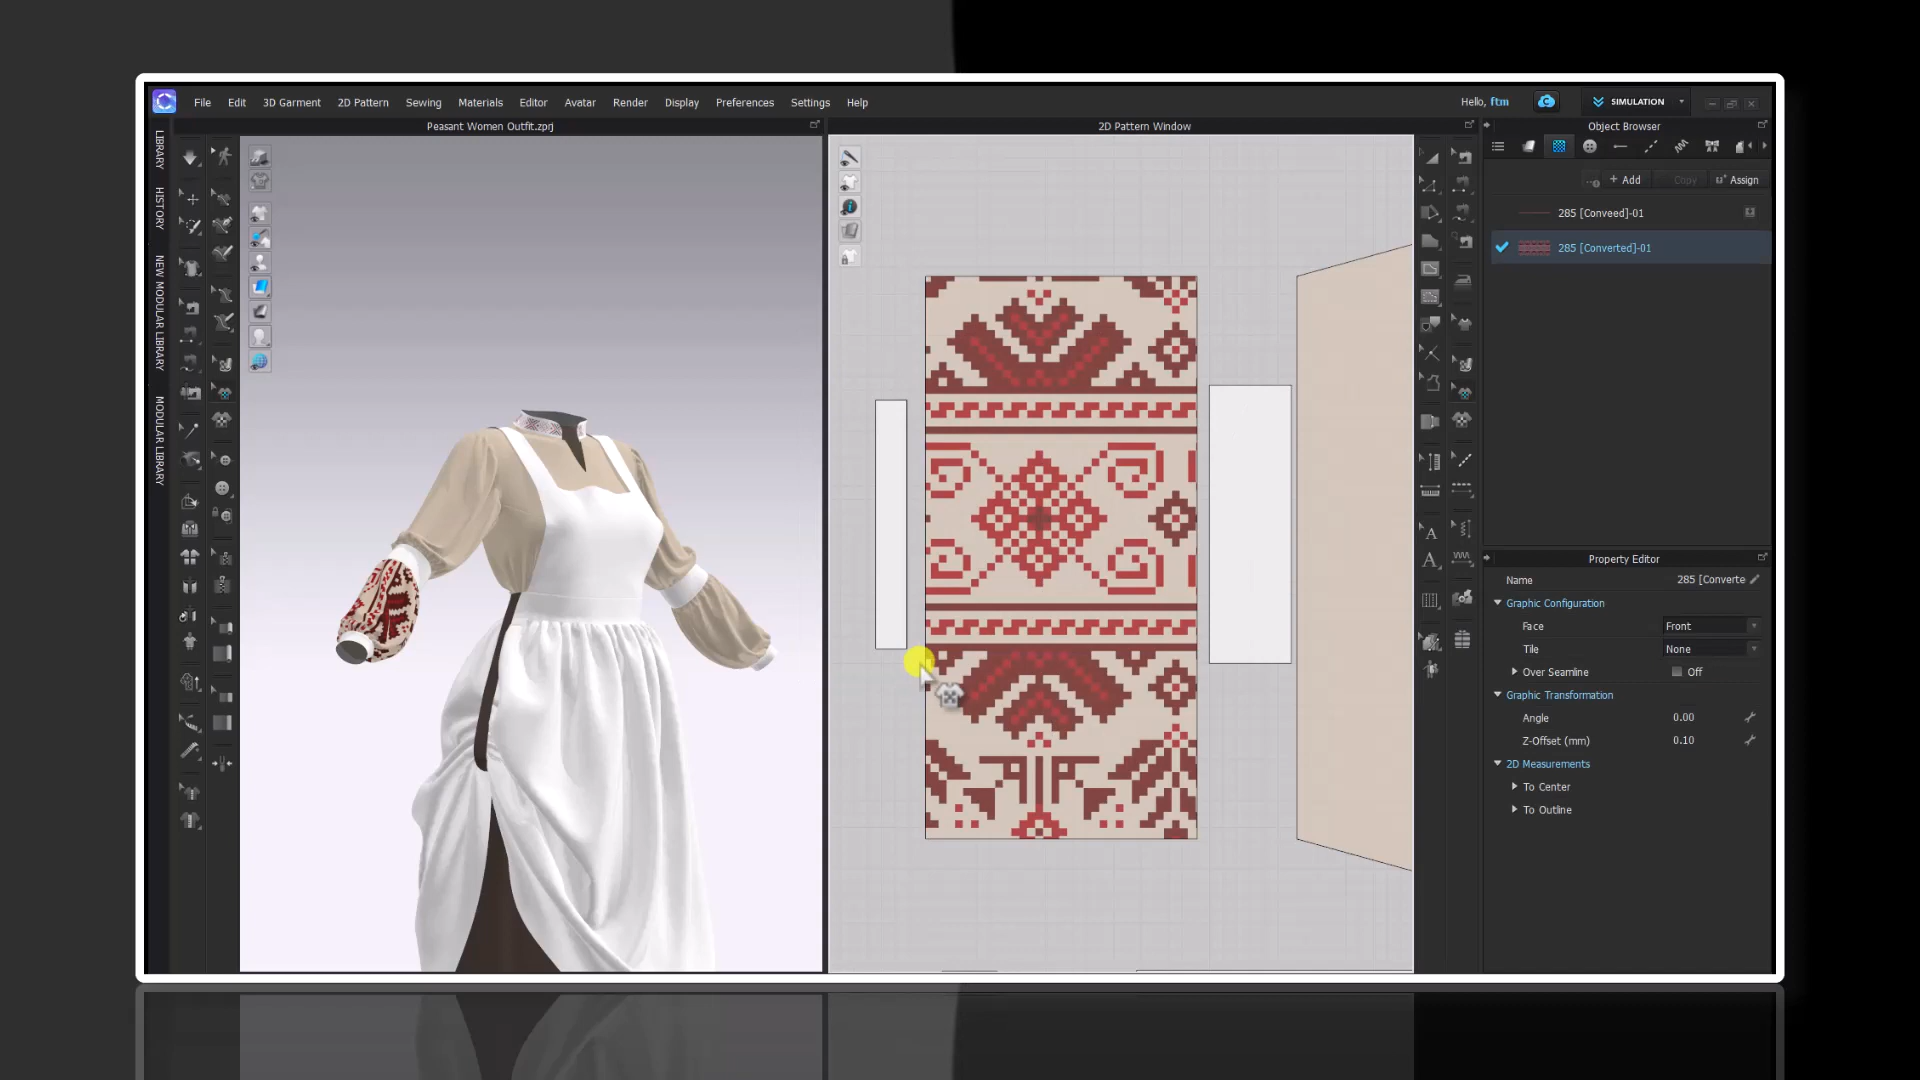 File Edit 3D Garment 2D Pattern Sewing Materials Editor Avatar Render Display Preferences Settings Help
Hello, ftm
SIMULATION
Peasant Women Outfit.zprj
2D Pattern Window
Object Browser
LIBRARY
HISTORY
NEW MODULAR LIBRARY
MODULAR LIBRARY
+ Add
Copy
Assign
285 [Conveed]-01
285 [Converted]-01
Property Editor
Name 285 [Converte
Graphic Configuration
Face Front
Tile None
Over Seamline Off
Graphic Transformation
Angle 0.00
Z-Offset (mm) 0.10
2D Measurements
To Center
To Outline